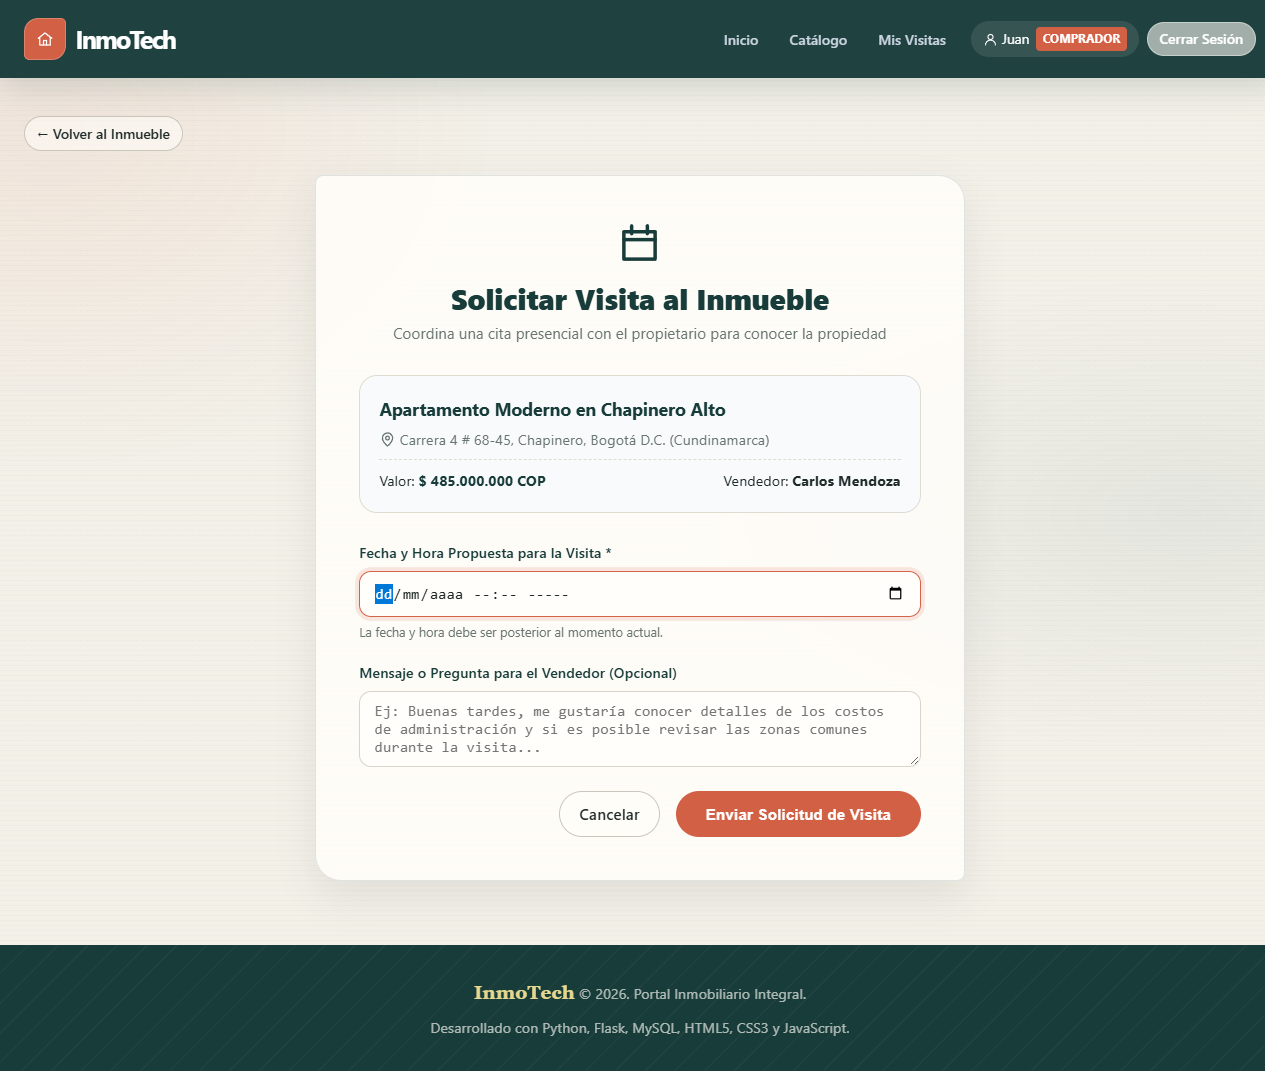 InmoTech
Inicio
Catálogo
Mis Visitas
Juan
COMPRADOR
Cerrar Sesión
← Volver al Inmueble
Solicitar Visita al Inmueble
Coordina una cita presencial con el propietario para conocer la propiedad
Apartamento Moderno en Chapinero Alto
Carrera 4 # 68-45, Chapinero, Bogotá D.C. (Cundinamarca)
Valor: $ 485.000.000 COP
Vendedor: Carlos Mendoza
Fecha y Hora Propuesta para la Visita *
dd/mm/aaaa --:-- -----
La fecha y hora debe ser posterior al momento actual.
Mensaje o Pregunta para el Vendedor (Opcional)
Ej: Buenas tardes, me gustaría conocer detalles de los costos
de administración y si es posible revisar las zonas comunes
durante la visita...
Cancelar
Enviar Solicitud de Visita
InmoTech © 2026. Portal Inmobiliario Integral.
Desarrollado con Python, Flask, MySQL, HTML5, CSS3 y JavaScript.